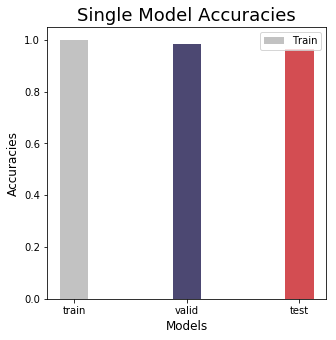 Single Model Accuracies
Train
Accuracies
1.0
0.8
0.6
0.4
0.2
0.0
train valid test
Models